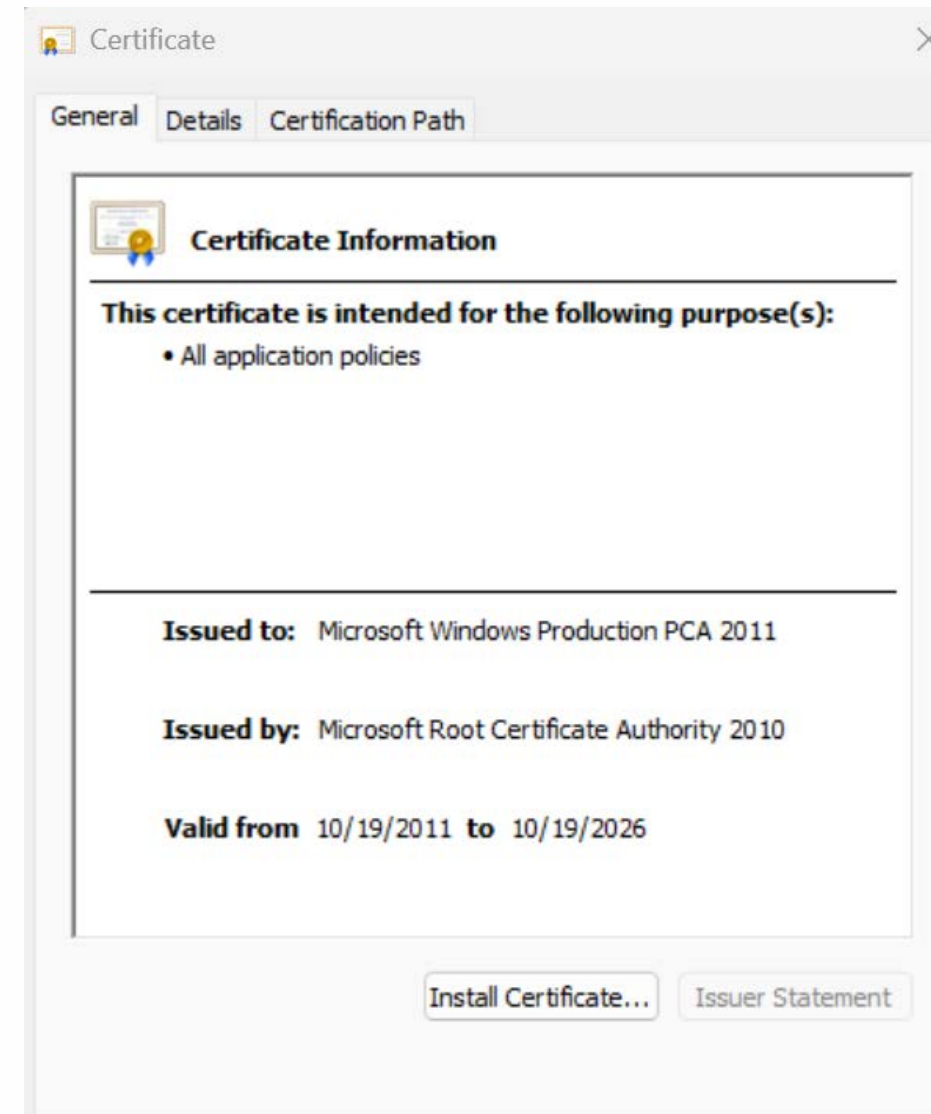 Certificate
General Details Certification Path
Certificate Information
This certificate is intended for the following purpose(s):
• All application policies
Issued to: Microsoft Windows Production PCA 2011
Issued by: Microsoft Root Certificate Authority 2010
Valid from 10/19/2011 to 10/19/2026
Install Certificate... Issuer Statement